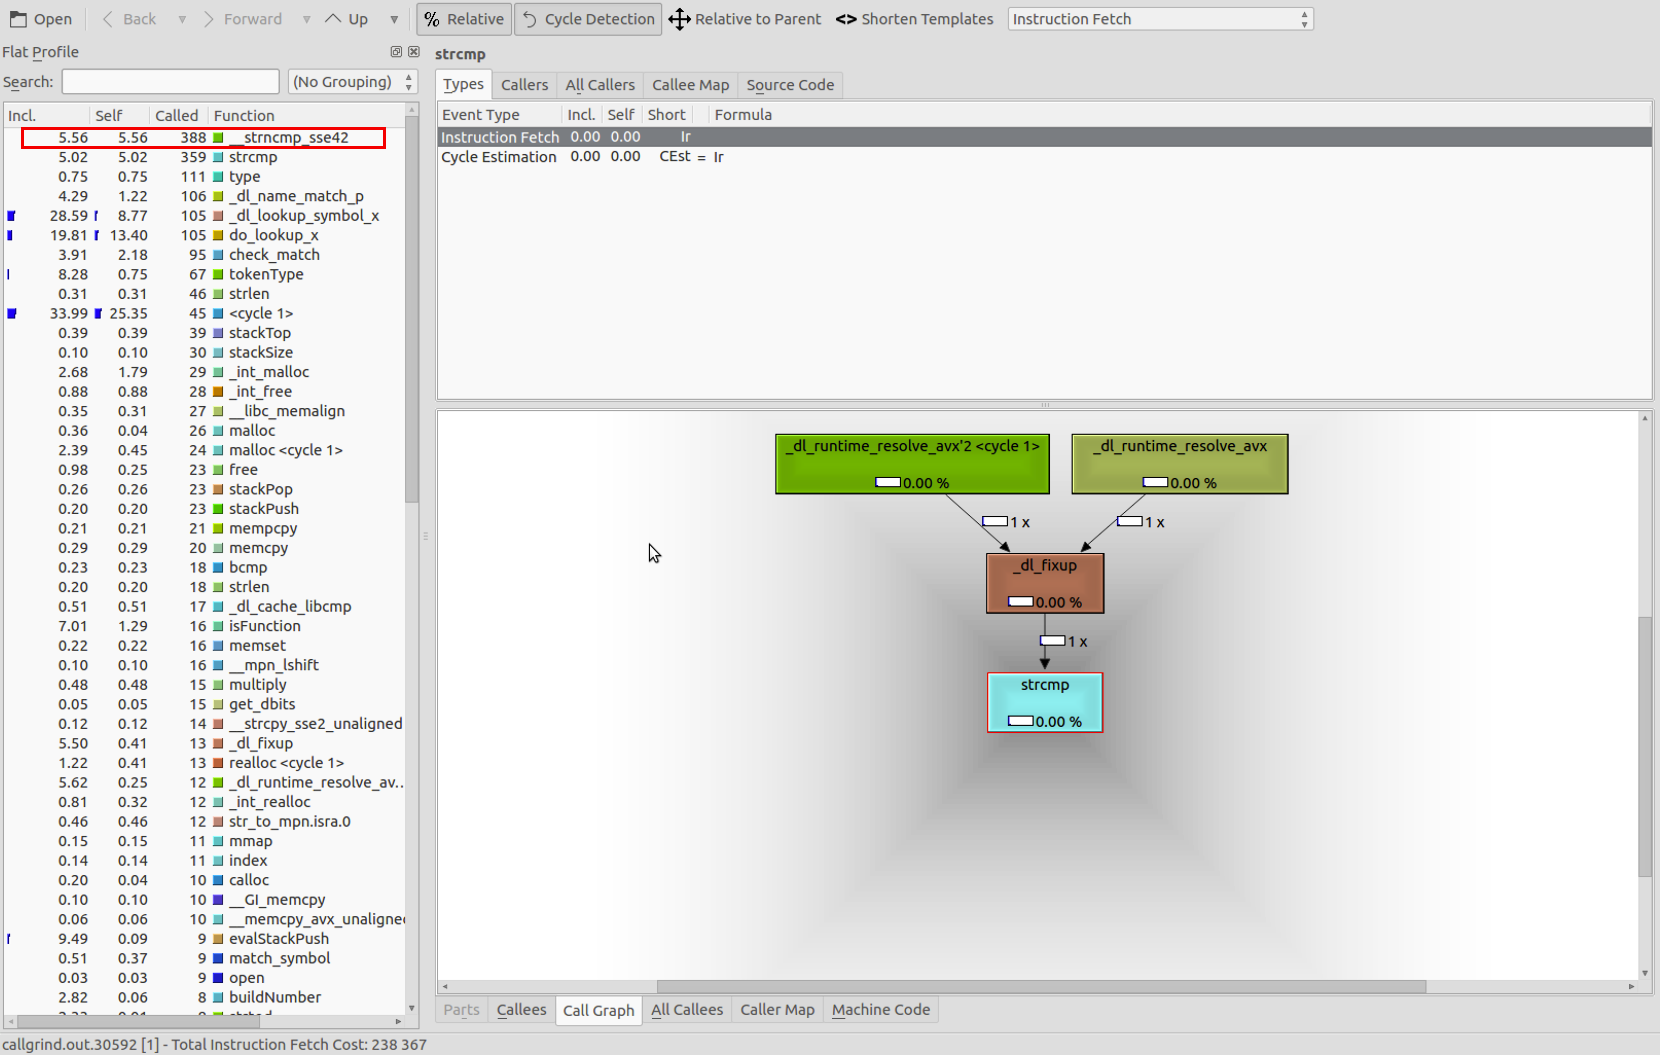 Open Back Forward Up % Relative Cycle Detection Relative to Parent <> Shorten Templates Instruction Fetch
Flat Profile
Search: (No Grouping)
Incl. Self Called Function
5.56 5.56 388 __strncmp_sse42
5.02 5.02 359 strcmp
0.75 0.75 111 type
4.29 1.22 106 _dl_name_match_p
28.59 8.77 105 _dl_lookup_symbol_x
19.81 13.40 105 do_lookup_x
3.91 2.18 95 check_match
8.28 0.75 67 tokenType
0.31 0.31 46 strlen
33.99 25.35 45 <cycle 1>
0.39 0.39 39 stackTop
0.10 0.10 30 stackSize
2.68 1.79 29 _int_malloc
0.88 0.88 28 _int_free
0.35 0.31 27 __libc_memalign
0.36 0.04 26 malloc
2.39 0.45 24 malloc <cycle 1>
0.98 0.25 23 free
0.26 0.26 23 stackPop
0.20 0.20 23 stackPush
0.21 0.21 21 mempcpy
0.29 0.29 20 memcpy
0.23 0.23 18 bcmp
0.20 0.20 18 strlen
0.51 0.51 17 _dl_cache_libcmp
7.01 1.29 16 isFunction
0.22 0.22 16 memset
0.10 0.10 16 __mpn_lshift
0.48 0.48 15 multiply
0.05 0.05 15 get_dbits
0.12 0.12 14 __strcpy_sse2_unaligned
5.50 0.41 13 _dl_fixup
1.22 0.41 13 realloc <cycle 1>
5.62 0.25 12 _dl_runtime_resolve_av..
0.81 0.32 12 _int_realloc
0.46 0.46 12 str_to_mpn.isra.0
0.15 0.15 11 mmap
0.14 0.14 11 index
0.20 0.04 10 calloc
0.10 0.10 10 __GI_memcpy
0.06 0.06 10 __memcpy_avx_unaligne
9.49 0.09 9 evalStackPush
0.51 0.37 9 match_symbol
0.03 0.03 9 open
2.82 0.06 8 buildNumber
strcmp
Types Callers All Callers Callee Map Source Code
Event Type Incl. Self Short Formula
Instruction Fetch 0.00 0.00 Ir
Cycle Estimation 0.00 0.00 CEst = Ir
_dl_runtime_resolve_avx'2 <cycle 1>
0.00 %
_dl_runtime_resolve_avx
0.00 %
1 x
1 x
_dl_fixup
0.00 %
1 x
strcmp
0.00 %
Parts Callees Call Graph All Callees Caller Map Machine Code
callgrind.out.30592 [1] - Total Instruction Fetch Cost: 238 367